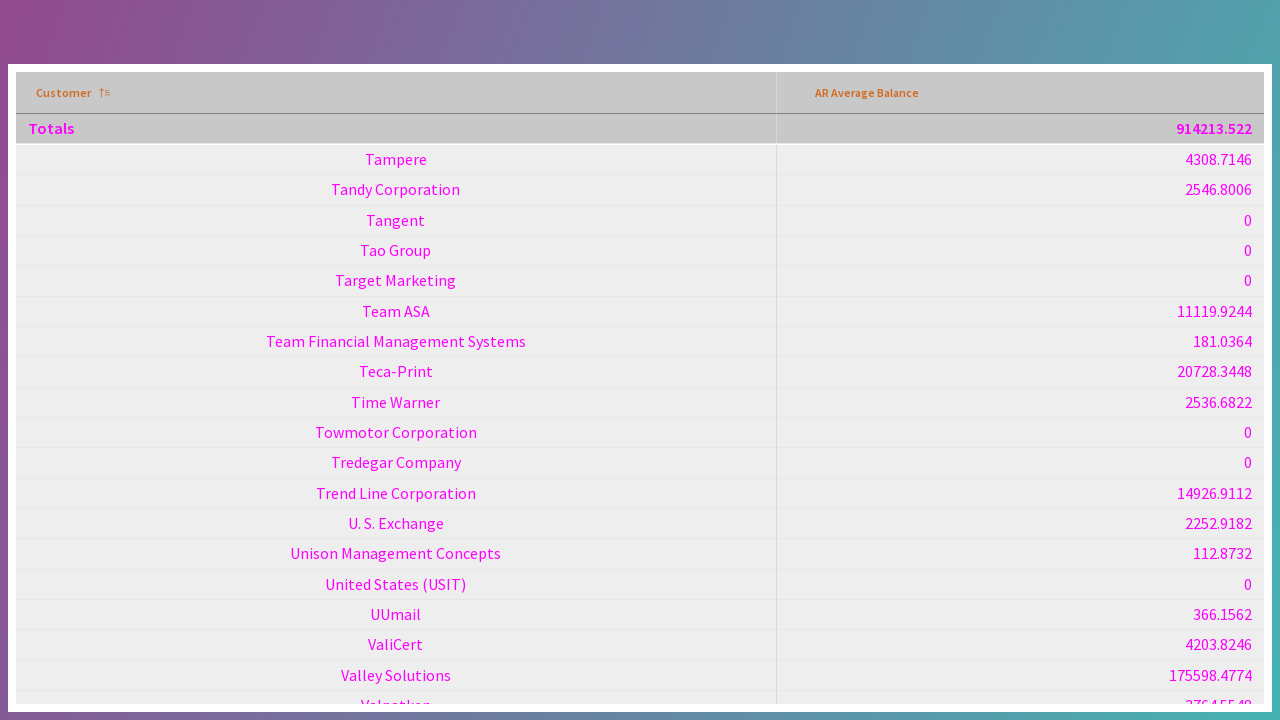 Customer AR Average Balance
Totals 914213.522
Tampere 4308.7146
Tandy Corporation 2546.8006
Tangent 0
Tao Group 0
Target Marketing 0
Team ASA 11119.9244
Team Financial Management Systems 181.0364
Teca-Print 20728.3448
Time Warner 2536.6822
Towmotor Corporation 0
Tredegar Company 0
Trend Line Corporation 14926.9112
U. S. Exchange 2252.9182
Unison Management Concepts 112.8732
United States (USIT) 0
UUmail 366.1562
ValiCert 4203.8246
Valley Solutions 175598.4774